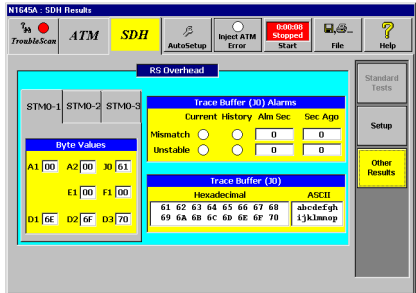 N1645A : SDH Results
TroubleScan
ATM
SDH
AutoSetup
Inject ATM
Error
0:00:08
Stopped
Start
File
Help
RS Overhead
STM0-1 STM0-2 STM0-3
Byte Values
A1 00 A2 00 J0 61
E1 00 F1 00
D1 6E D2 6F D3 70
Trace Buffer (J0) Alarms
Current History Alm Sec Sec Ago
Mismatch 0 0
Unstable 0 0
Trace Buffer (J0)
Hexadecimal ASCII
61 62 63 64 65 66 67 68 abcdefgh
69 6A 6B 6C 6D 6E 6F 70 ijklmnop
Standard
Tests
Setup
Other
Results